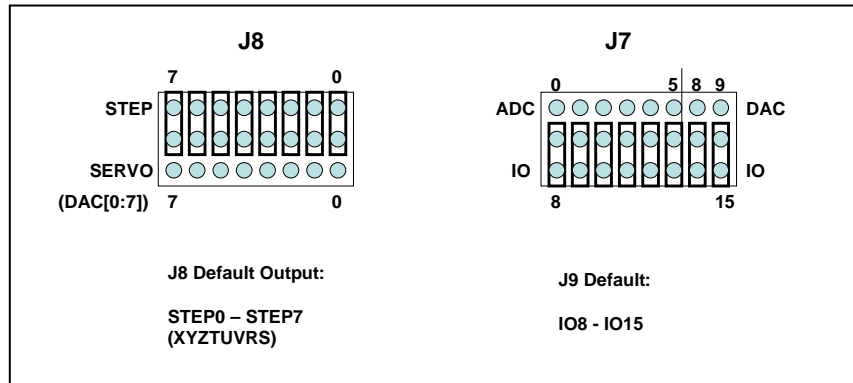 J8
7 0
STEP
SERVO
(DAC[0:7]) 7 0
J8 Default Output:
STEP0 – STEP7
(XYZTUVRS)
J7
0 5 8 9
ADC DAC
IO IO
8 15
J9 Default:
IO8 - IO15